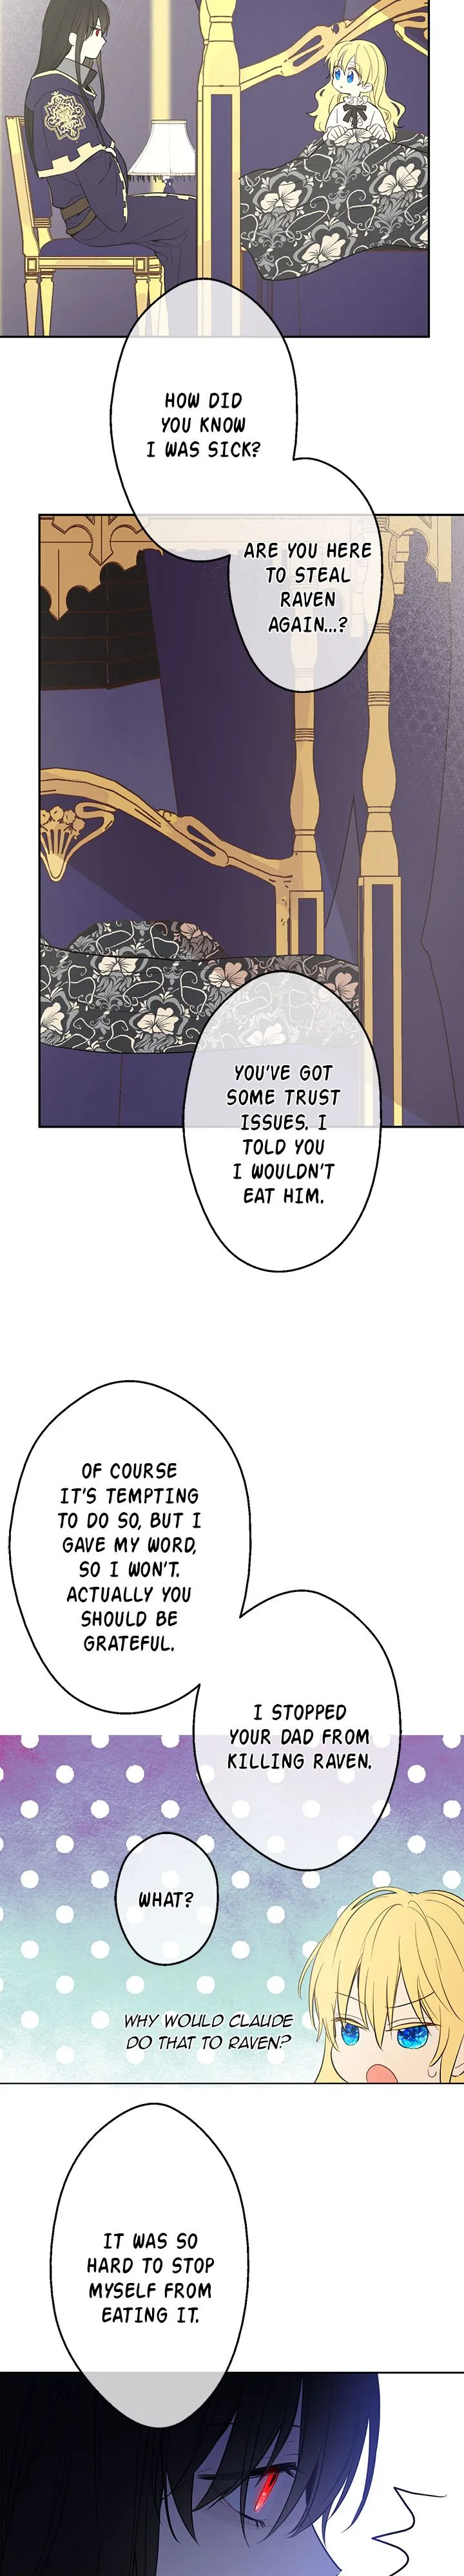 HOW DID
YOU KNOW
I WAS SICK?
ARE YOU HERE
TO STEAL
RAVEN
AGAIN...?
YOU'VE GOT
SOME TRUST
ISSUES. I
TOLD YOU
I WOULDN'T
EAT HIM.
OF COURSE
IT'S TEMPTING
TO DO SO, BUT I
GAVE MY WORD,
SO I WON'T.
ACTUALLY YOU
SHOULD BE
GRATEFUL.
I STOPPED
YOUR DAD FROM
KILLING RAVEN.
WHAT?
WHY WOULD CLAUDE
DO THAT TO RAVEN?
IT WAS SO
HARD TO STOP
MYSELF FROM
EATING IT.